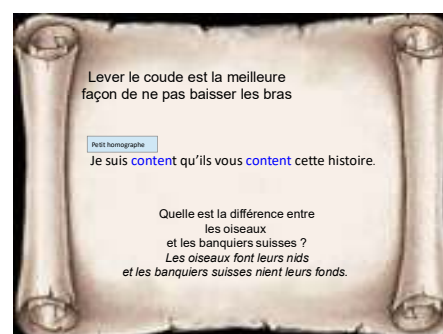 Lever le coude est la meilleure
façon de ne pas baisser les bras
Petit homographe
Je suis content qu'ils vous content cette histoire.
Quelle est la différence entre
les oiseaux
et les banquiers suisses ?
Les oiseaux font leurs nids
et les banquiers suisses nient leurs fonds.